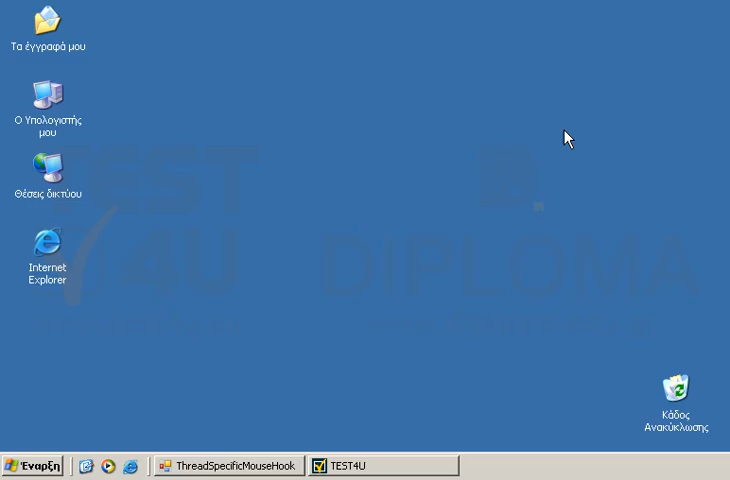 Τα έγγραφά μου
Ο Υπολογιστής
μου
Θέσεις δικτύου
Internet
Explorer
TEST
4U
DIPLOMA
Κάδος
Ανακύκλωσης
Έναρξη
ThreadSpecificMouseHook
TEST4U